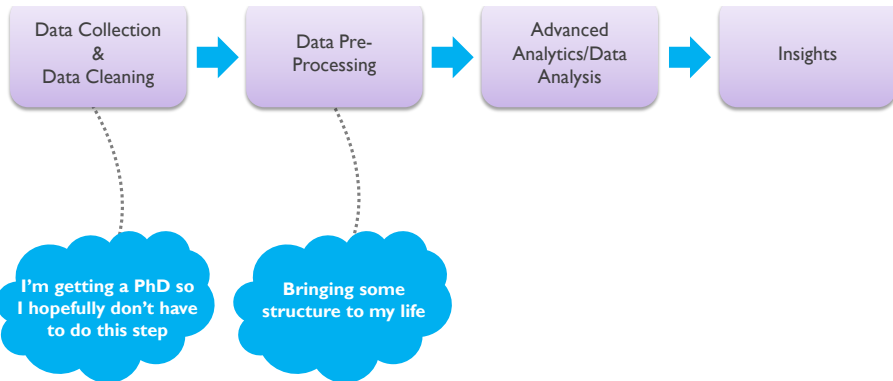 Data Collection
&
Data Cleaning
Data Pre-
Processing
Advanced
Analytics/Data
Analysis
Insights
I'm getting a PhD so
I hopefully don't have
to do this step
Bringing some
structure to my life